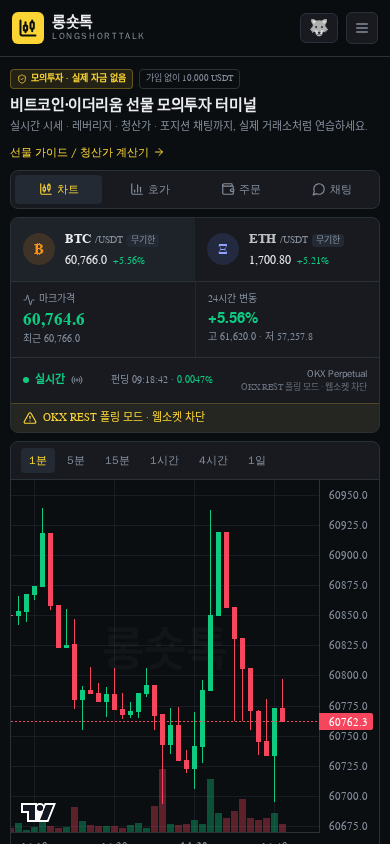 롱숏톡
LONGSHORTTALK
모의투자 · 실제 자금 없음
가입 없이 10,000 USDT
비트코인·이더리움 선물 모의투자 터미널
실시간 시세 · 레버리지 · 청산가 · 포지션 채팅까지, 실제 거래소처럼 연습하세요.
선물 가이드 / 청산가 계산기 →
차트
호가
주문
채팅
BTC /USDT 무기한
60,766.0 +5.56%
ETH /USDT 무기한
1,700.80 +5.21%
마크가격
60,764.6
최근 60,766.0
24시간 변동
+5.56%
고 61,620.0 · 저 57,257.8
실시간
펀딩 09:18:42 · 0.0047%
OKX Perpetual
OKX REST 폴링 모드 · 웹소켓 차단
OKX REST 폴링 모드 · 웹소켓 차단
1분 5분 15분 1시간 4시간 1일
60950.0
60925.0
60900.0
60875.0
60850.0
60825.0
롱숏톡
60800.0
60775.0
60762.3
60750.0
60725.0
60700.0
60675.0